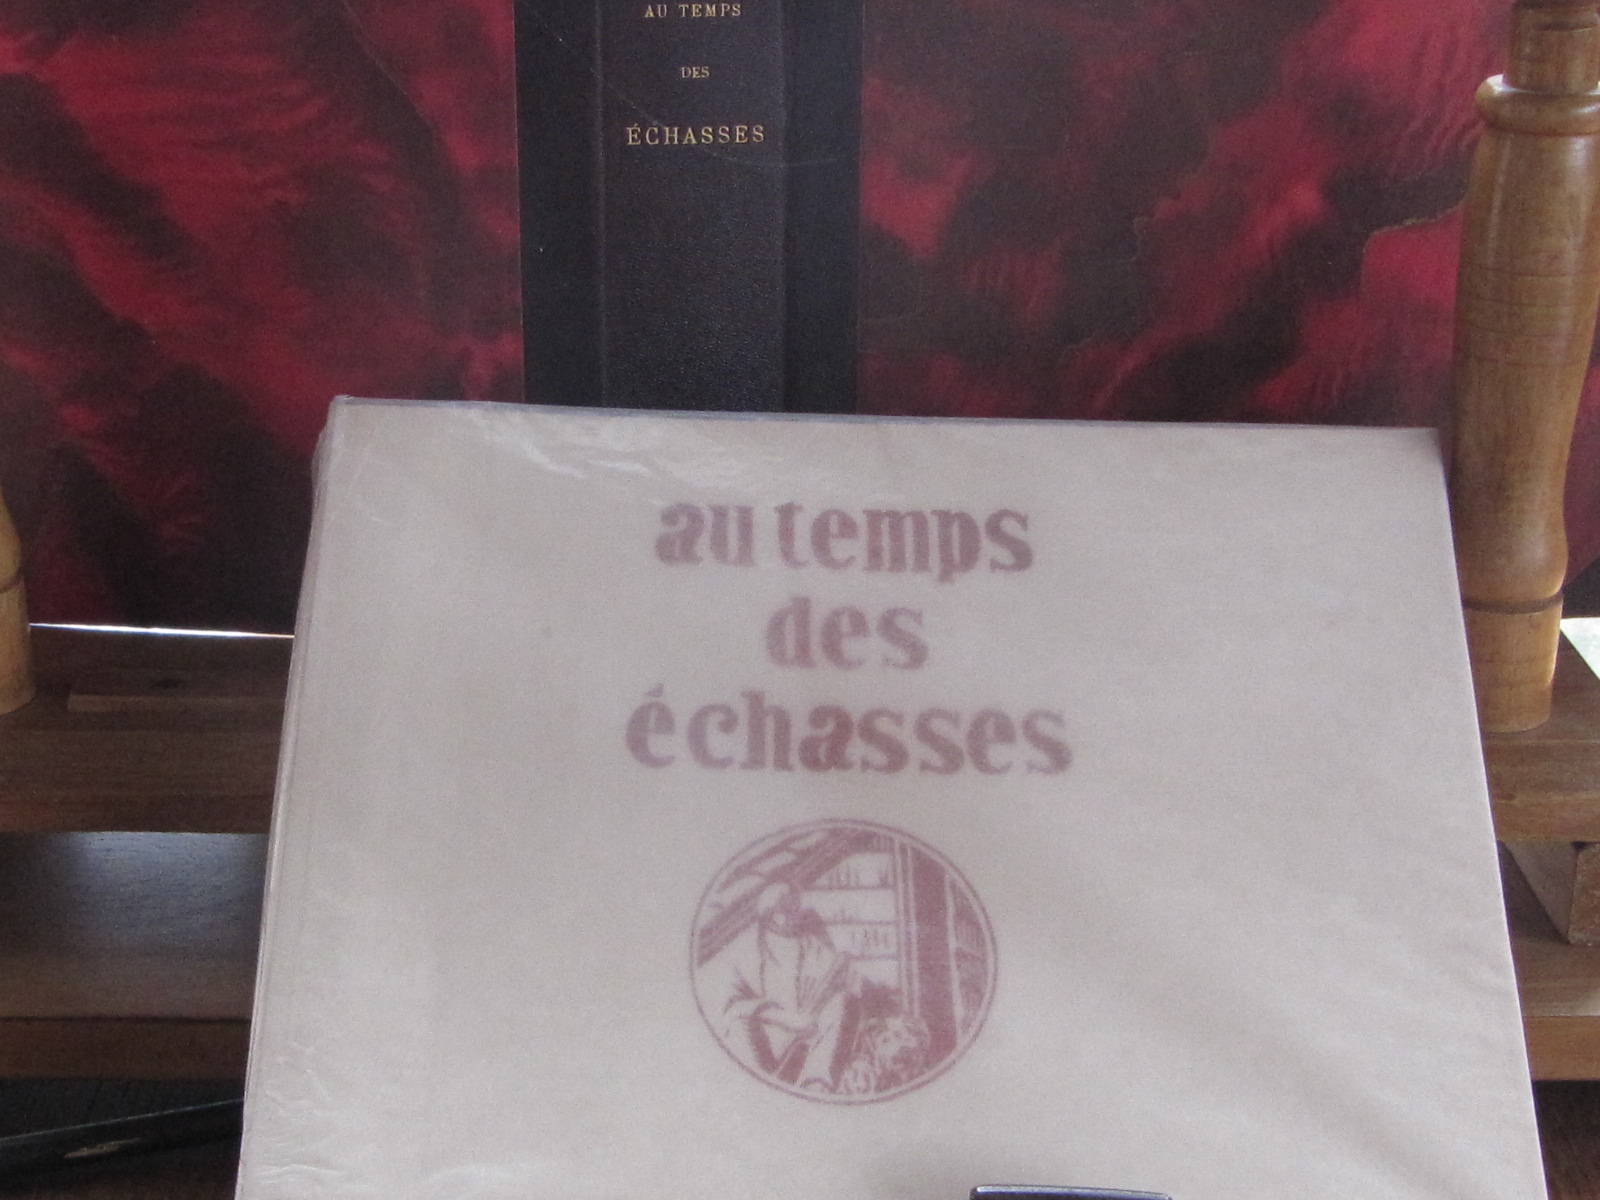 AU TEMPS
DES
ÉCHASSES
au temps
des
échasses